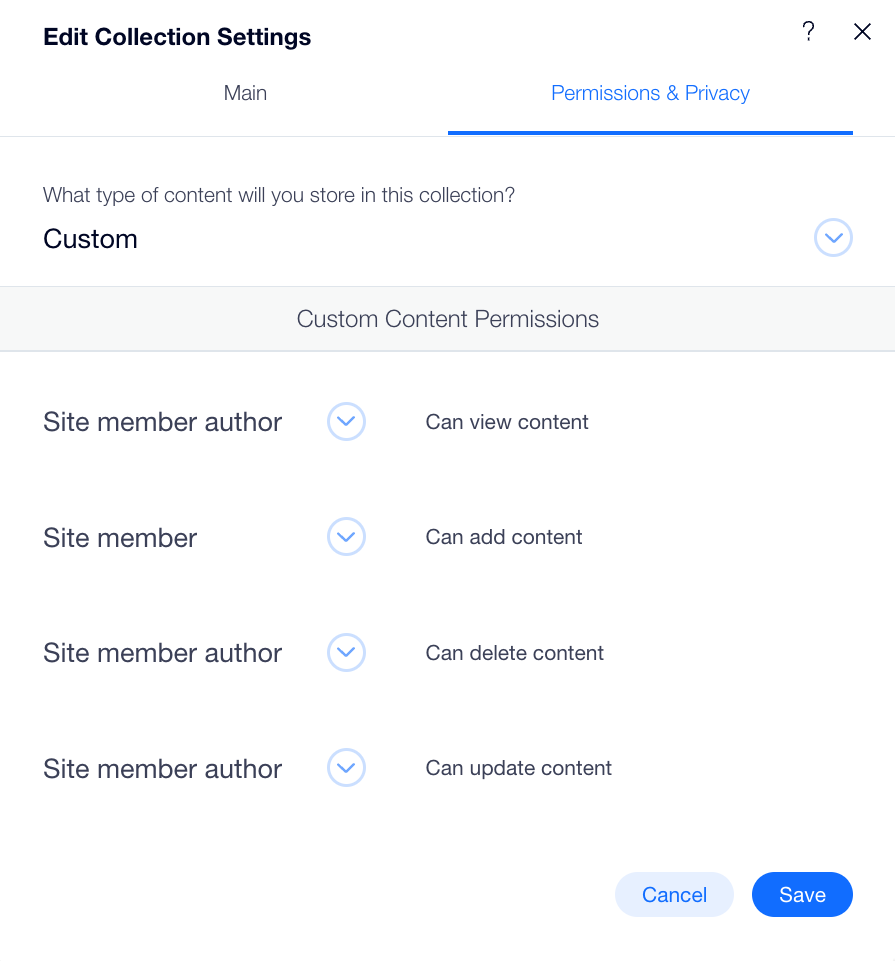 Edit Collection Settings ?
Main Permissions & Privacy
What type of content will you store in this collection?
Custom
Custom Content Permissions
Site member author Can view content
Site member Can add content
Site member author Can delete content
Site member author Can update content
Cancel Save